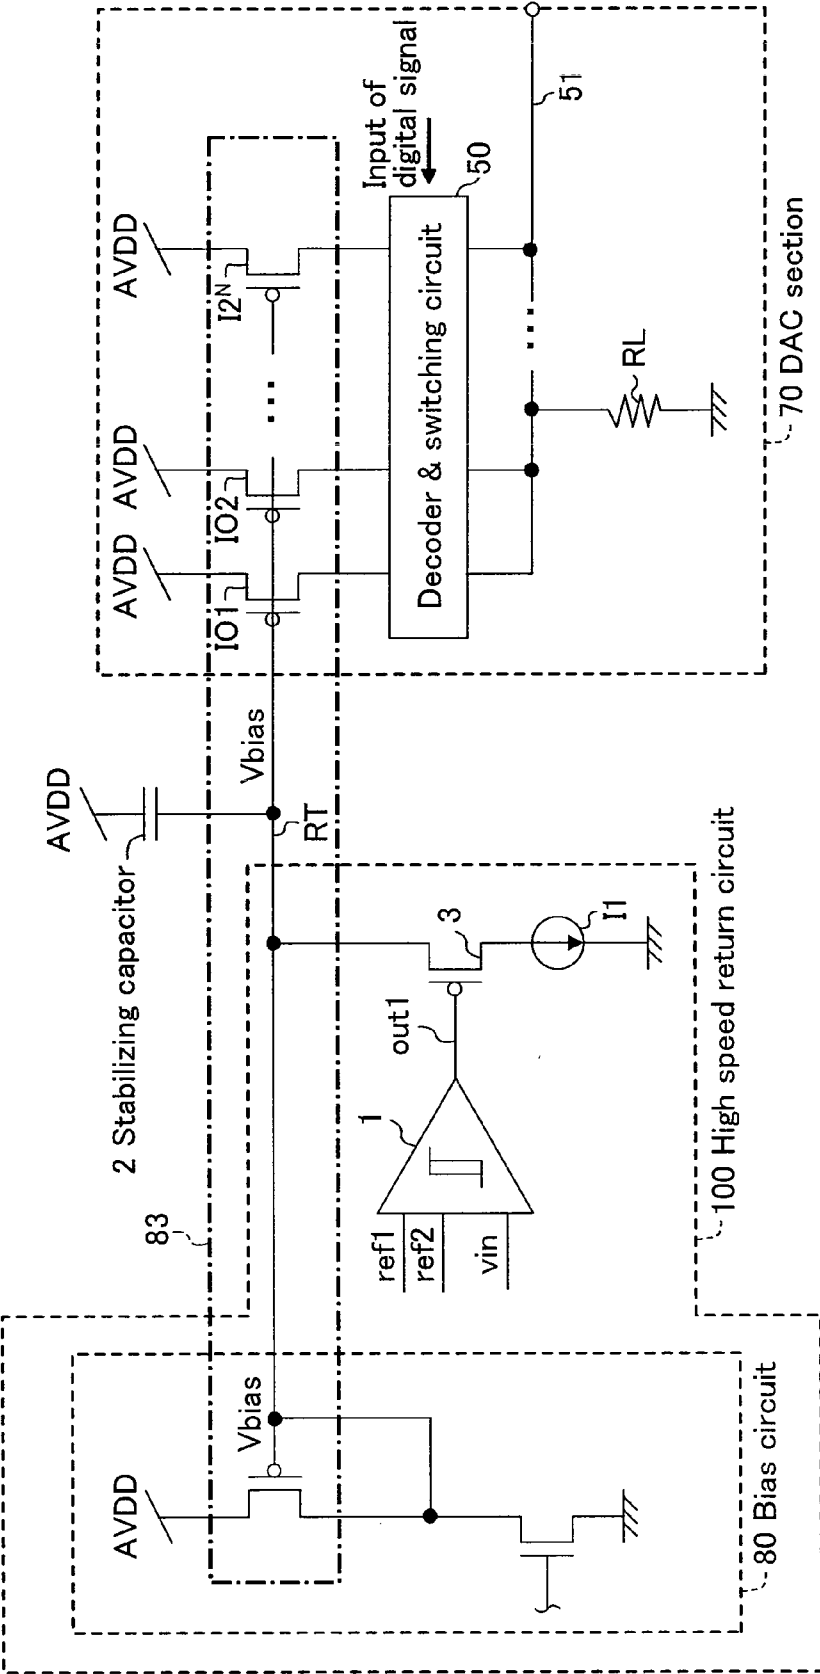 AVDD
Vbias
80 Bias circuit
83
2 Stabilizing capacitor
AVDD
ref1
ref2
vin
1
out1
3
I1
RT
Vbias
100 High speed return circuit
AVDD
AVDD
AVDD
IO1
IO2
I2ᴺ
Decoder & switching circuit
50
Input of
digital signal
51
RL
70 DAC section